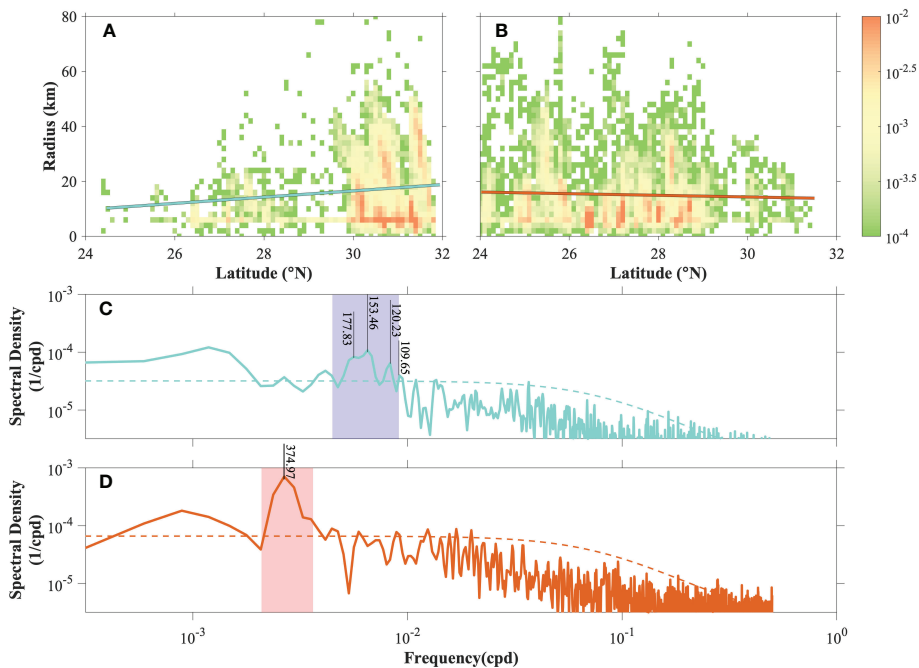 A
B
80
60
40
20
0
Radius (km)
24
26
28
30
32
Latitude (°N)
24
26
28
30
32
Latitude (°N)
10^-2
10^-2.5
10^-3
10^-3.5
10^-4
C
10^-3
10^-4
10^-5
Spectral Density
(1/cpd)
177.83
153.46
120.23
109.65
D
10^-3
10^-4
10^-5
Spectral Density
(1/cpd)
374.97
10^-3
10^-2
10^-1
10^0
Frequency(cpd)